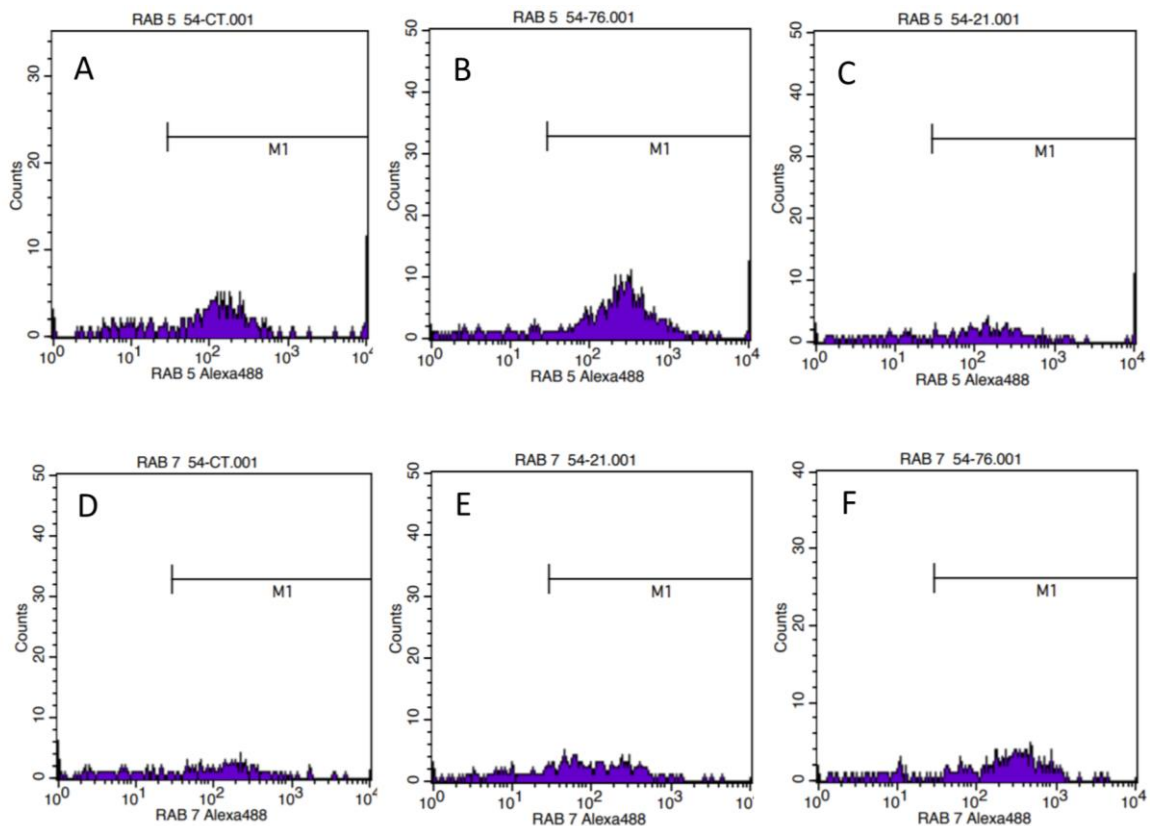 RAB 5 54-CT.001
A
M1
Counts
0 10 20 30
10^0 10^1 10^2 10^3 10^4
RAB 5 Alexa488
RAB 5 54-76.001
B
M1
Counts
0 10 20 30 40 50
10^0 10^1 10^2 10^3 10^4
RAB 5 Alexa488
RAB 5 54-21.001
C
M1
Counts
0 10 20 30 40 50
10^0 10^1 10^2 10^3 10^4
RAB 5 Alexa488
RAB 7 54-CT.001
D
M1
Counts
0 10 20 30 40 50
10^0 10^1 10^2 10^3 10^4
RAB 7 Alexa488
RAB 7 54-21.001
E
M1
Counts
0 10 20 30 40 50
10^0 10^1 10^2 10^3 10
RAB 7 Alexa488
RAB 7 54-76.001
F
M1
Counts
0 10 20 30 40
10^0 10^1 10^2 10^3 10^4
RAB 7 Alexa488